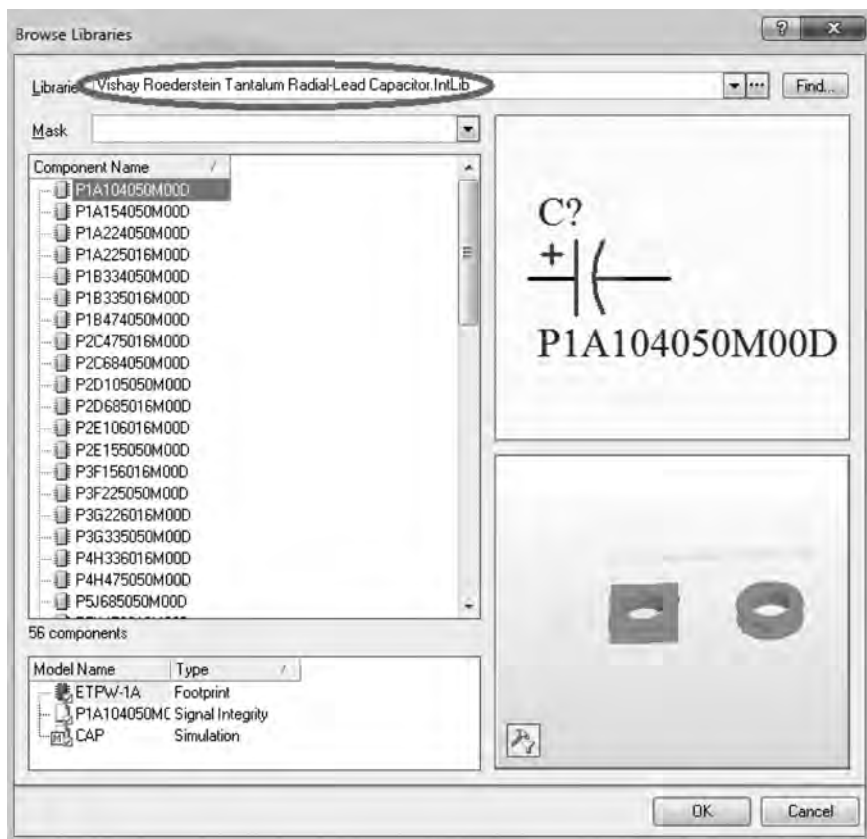 Browse Libraries
Librarie Vishay Roederstein Tantalum Radial-Lead Capacitor.IntLib Find...
Mask
Component Name
P1A104050M00D
P1A154050M00D
P1A224050M00D
P1A225016M00D
P1B334050M00D
P1B335016M00D
P1B474050M00D
P2C475016M00D
P2C684050M00D
P2D105050M00D
P2D685016M00D
P2E106016M00D
P2E155050M00D
P3F156016M00D
P3F225050M00D
P3G226016M00D
P3G335050M00D
P4H336016M00D
P4H475050M00D
P5J685050M00D
56 components
C?
+
P1A104050M00D
Model Name Type
ETPW-1A Footprint
P1A104050MC Signal Integrity
CAP Simulation
OK Cancel